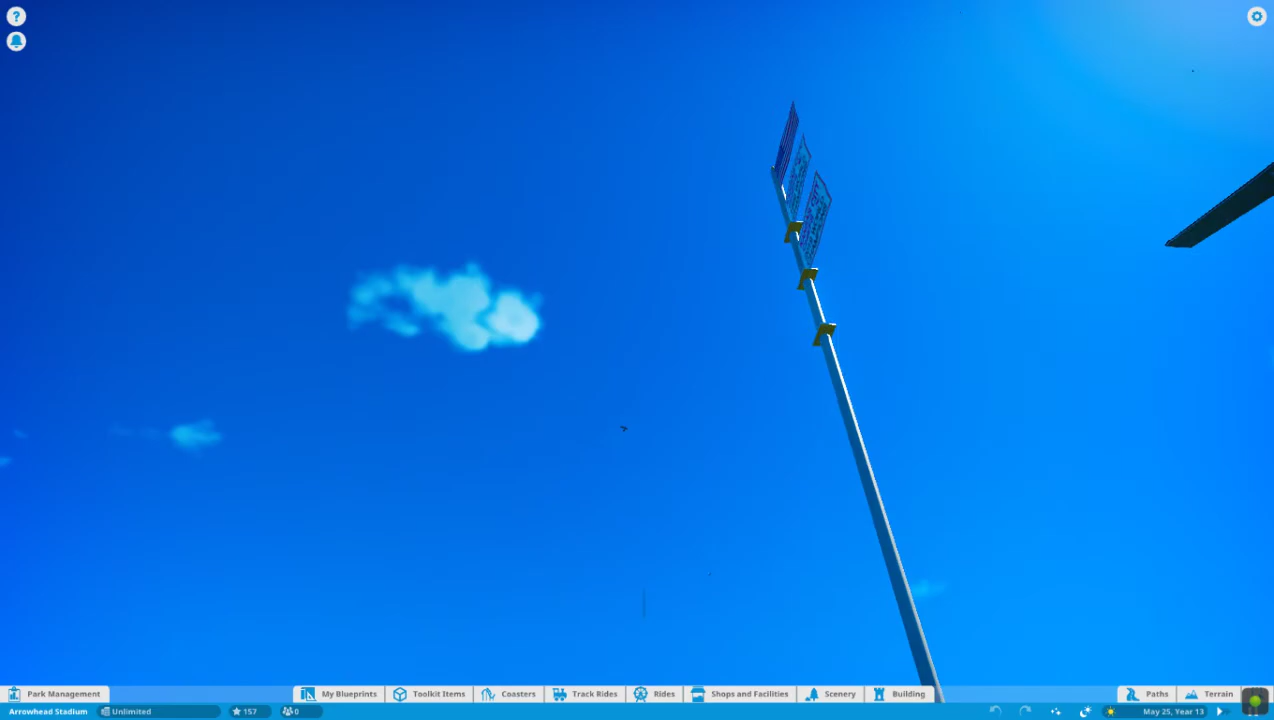 ?
Park Management
My Blueprints
Toolkit Items
Coasters
Track Rides
Rides
Shops and Facilities
Scenery
Building
Paths
Terrain
Arrowhead Stadium
Unlimited
157
0
May 25, Year 13